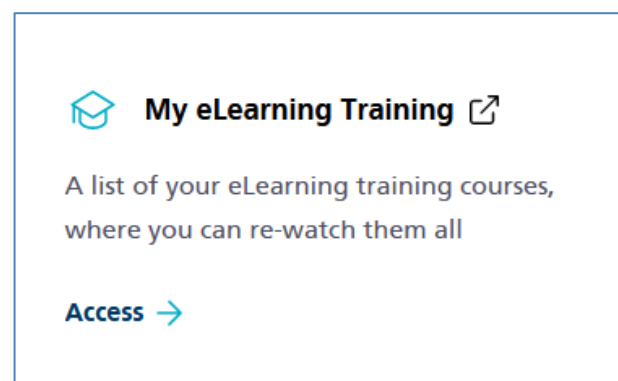 My eLearning Training
A list of your eLearning training courses,
where you can re-watch them all
Access